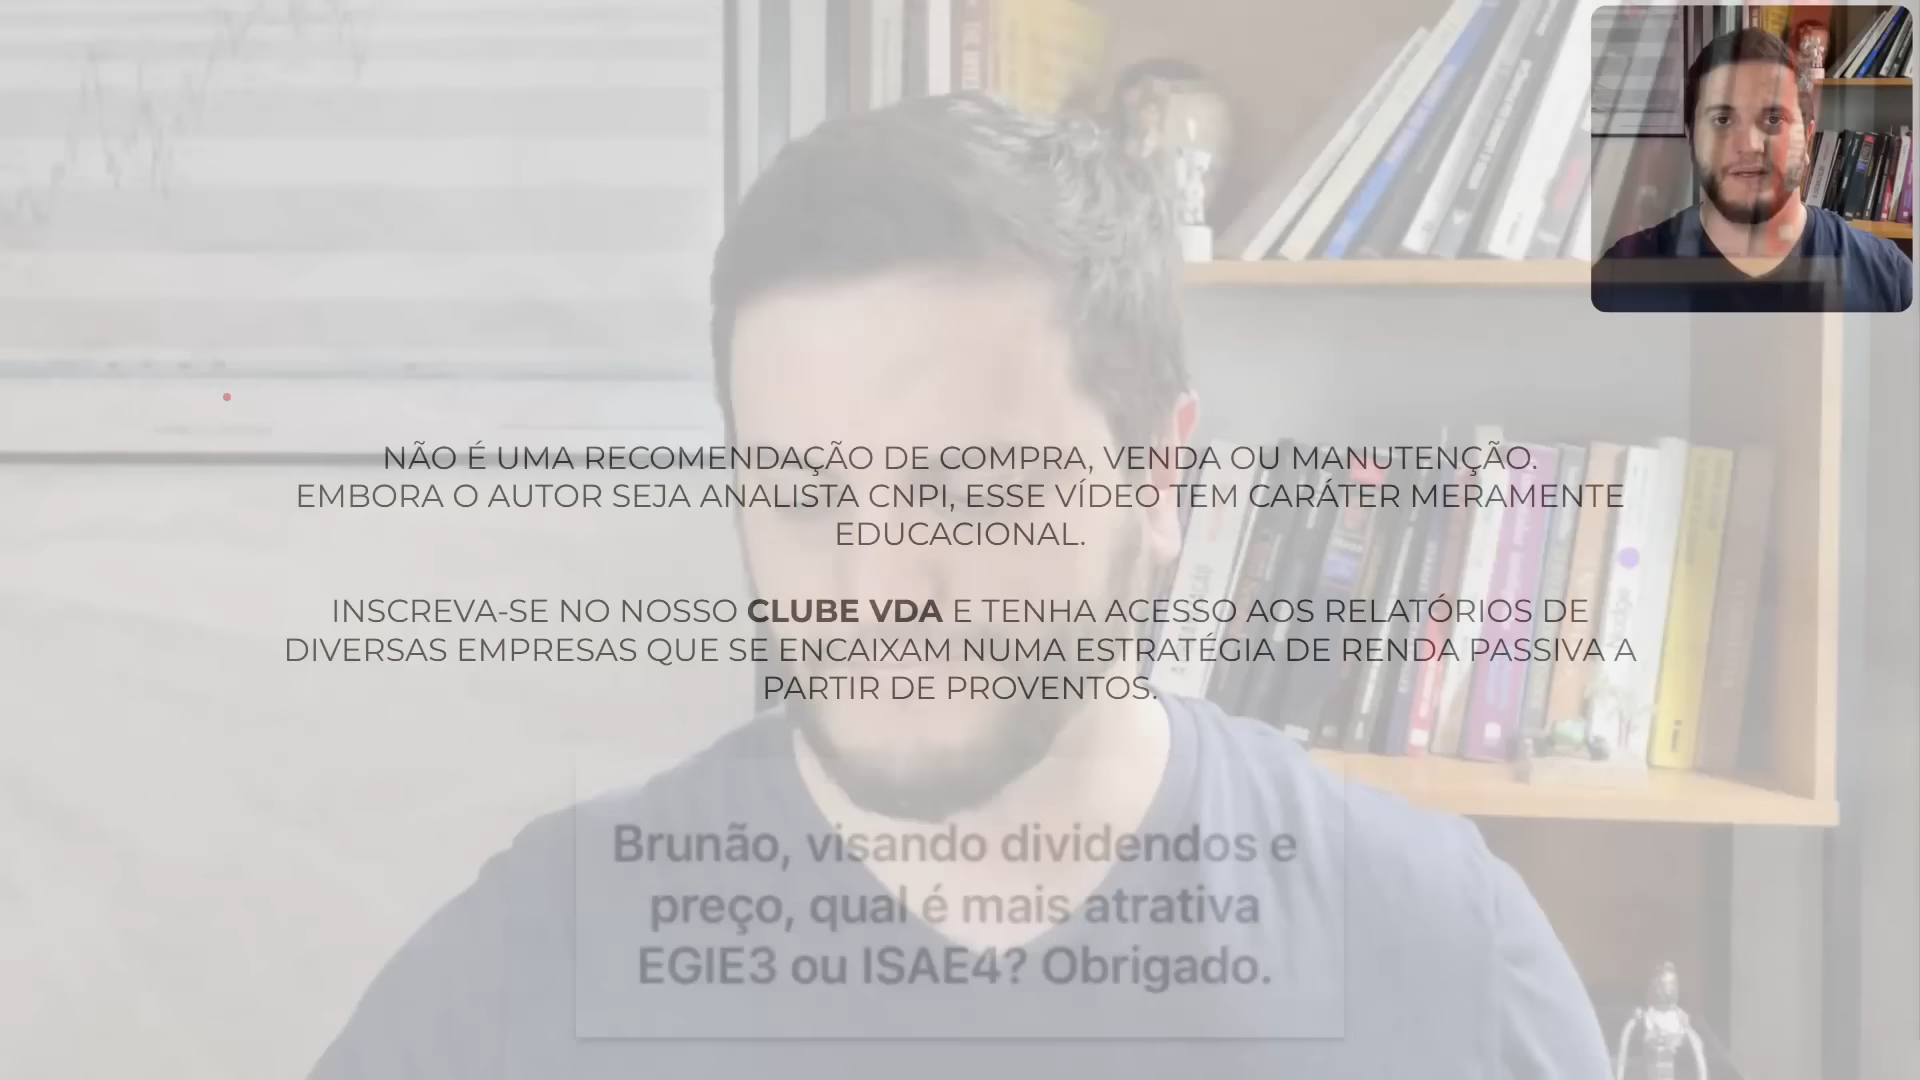 NÃO É UMA RECOMENDAÇÃO DE COMPRA, VENDA OU MANUTENÇÃO.
EMBORA O AUTOR SEJA ANALISTA CNPI, ESSE VÍDEO TEM CARÁTER MERAMENTE
EDUCACIONAL.
INSCREVA-SE NO NOSSO CLUBE VDA E TENHA ACESSO AOS RELATÓRIOS DE
DIVERSAS EMPRESAS QUE SE ENCAIXAM NUMA ESTRATÉGIA DE RENDA PASSIVA A
PARTIR DE PROVENTOS.
Brunão, visando dividendos e
preço, qual é mais atrativa
EGIE3 ou ISAE4? Obrigado.